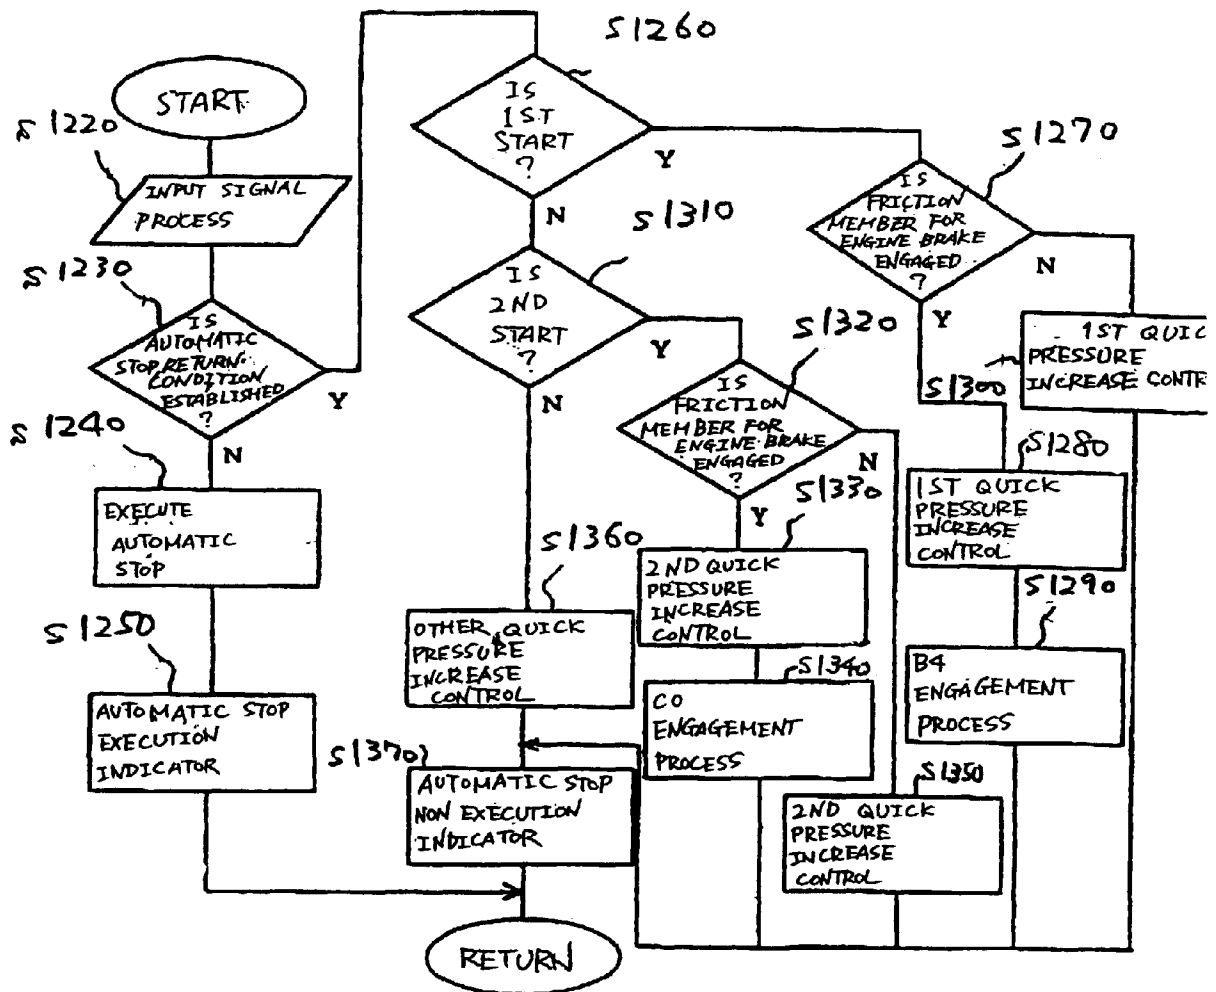 START
S1220
INPUT SIGNAL
PROCESS
S1230
IS
AUTOMATIC
STOP RETURN
CONDITION
ESTABLISHED
?
Y
N
S1240
EXECUTE
AUTOMATIC
STOP
S1250
AUTOMATIC STOP
EXECUTION
INDICATOR
S1260
IS
1ST
START
?
Y
N
S1310
IS
2ND
START
?
Y
N
S1360
OTHER QUICK
PRESSURE
INCREASE
CONTROL
S1370
AUTOMATIC STOP
NON EXECUTION
INDICATOR
RETURN
S1320
IS
FRICTION
MEMBER FOR
ENGINE BRAKE
ENGAGED
?
N
Y
S1330
2ND QUICK
PRESSURE
INCREASE
CONTROL
S1340
C0
ENGAGEMENT
PROCESS
S1350
2ND QUICK
PRESSURE
INCREASE
CONTROL
S1270
IS
FRICTION
MEMBER FOR
ENGINE BRAKE
ENGAGED
?
N
Y
S1300
1ST QUIC
PRESSURE
INCREASE CONTR
S1280
1ST QUICK
PRESSURE
INCREASE
CONTROL
S1290
B4
ENGAGEMENT
PROCESS